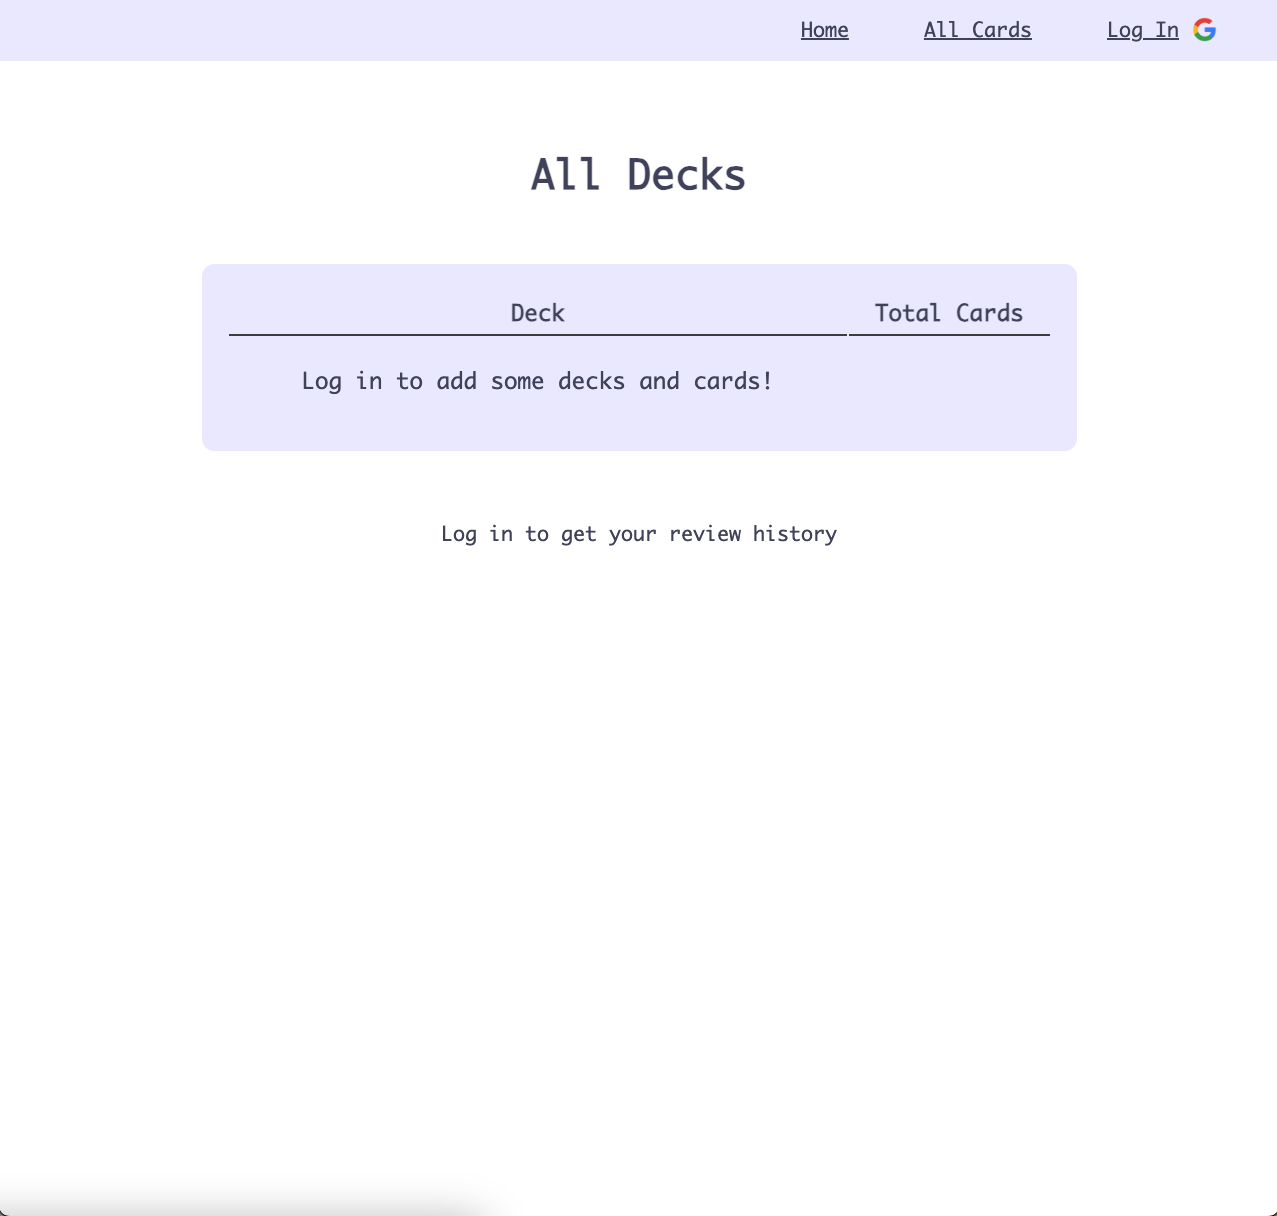 Home All Cards Log In
All Decks
Deck Total Cards
Log in to add some decks and cards!
Log in to get your review history